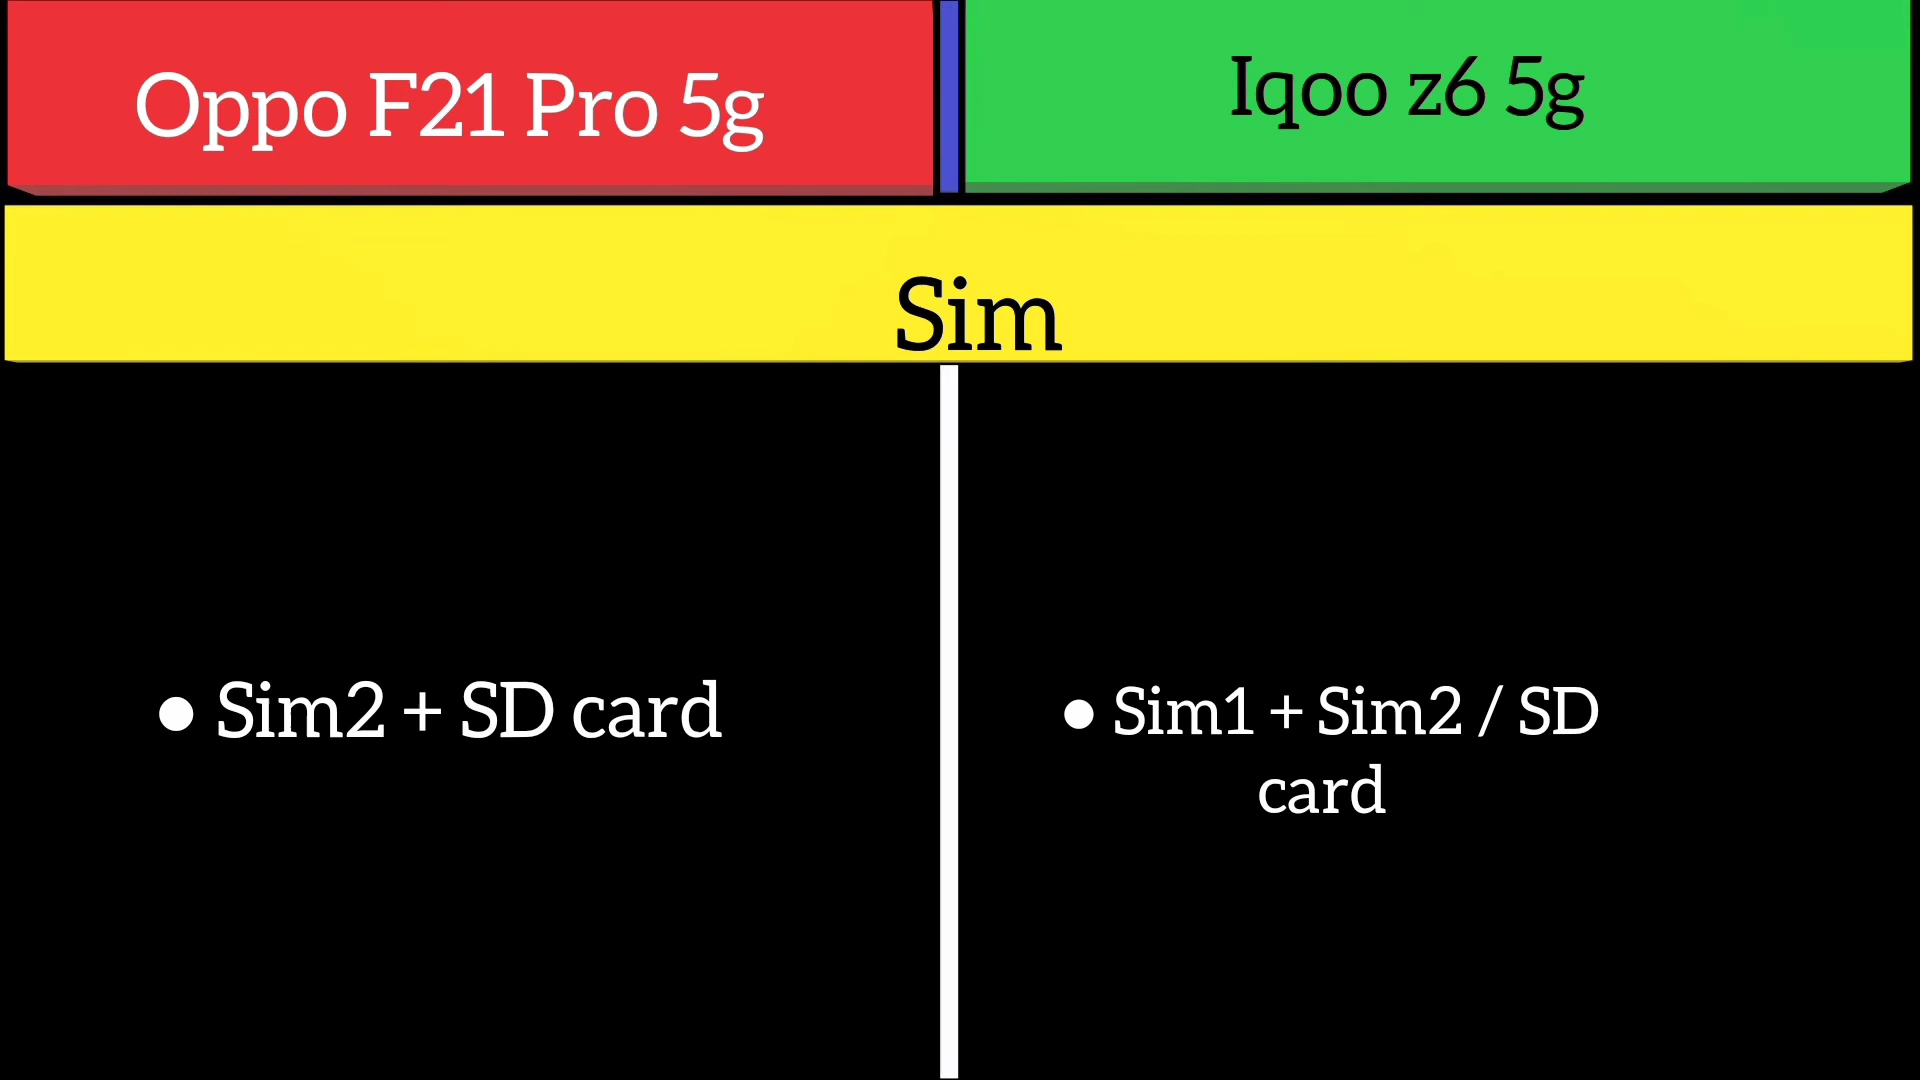 Oppo F21 Pro 5g
Iqoo z6 5g
Sim
• Sim2 + SD card
• Sim1 + Sim2 / SD
card